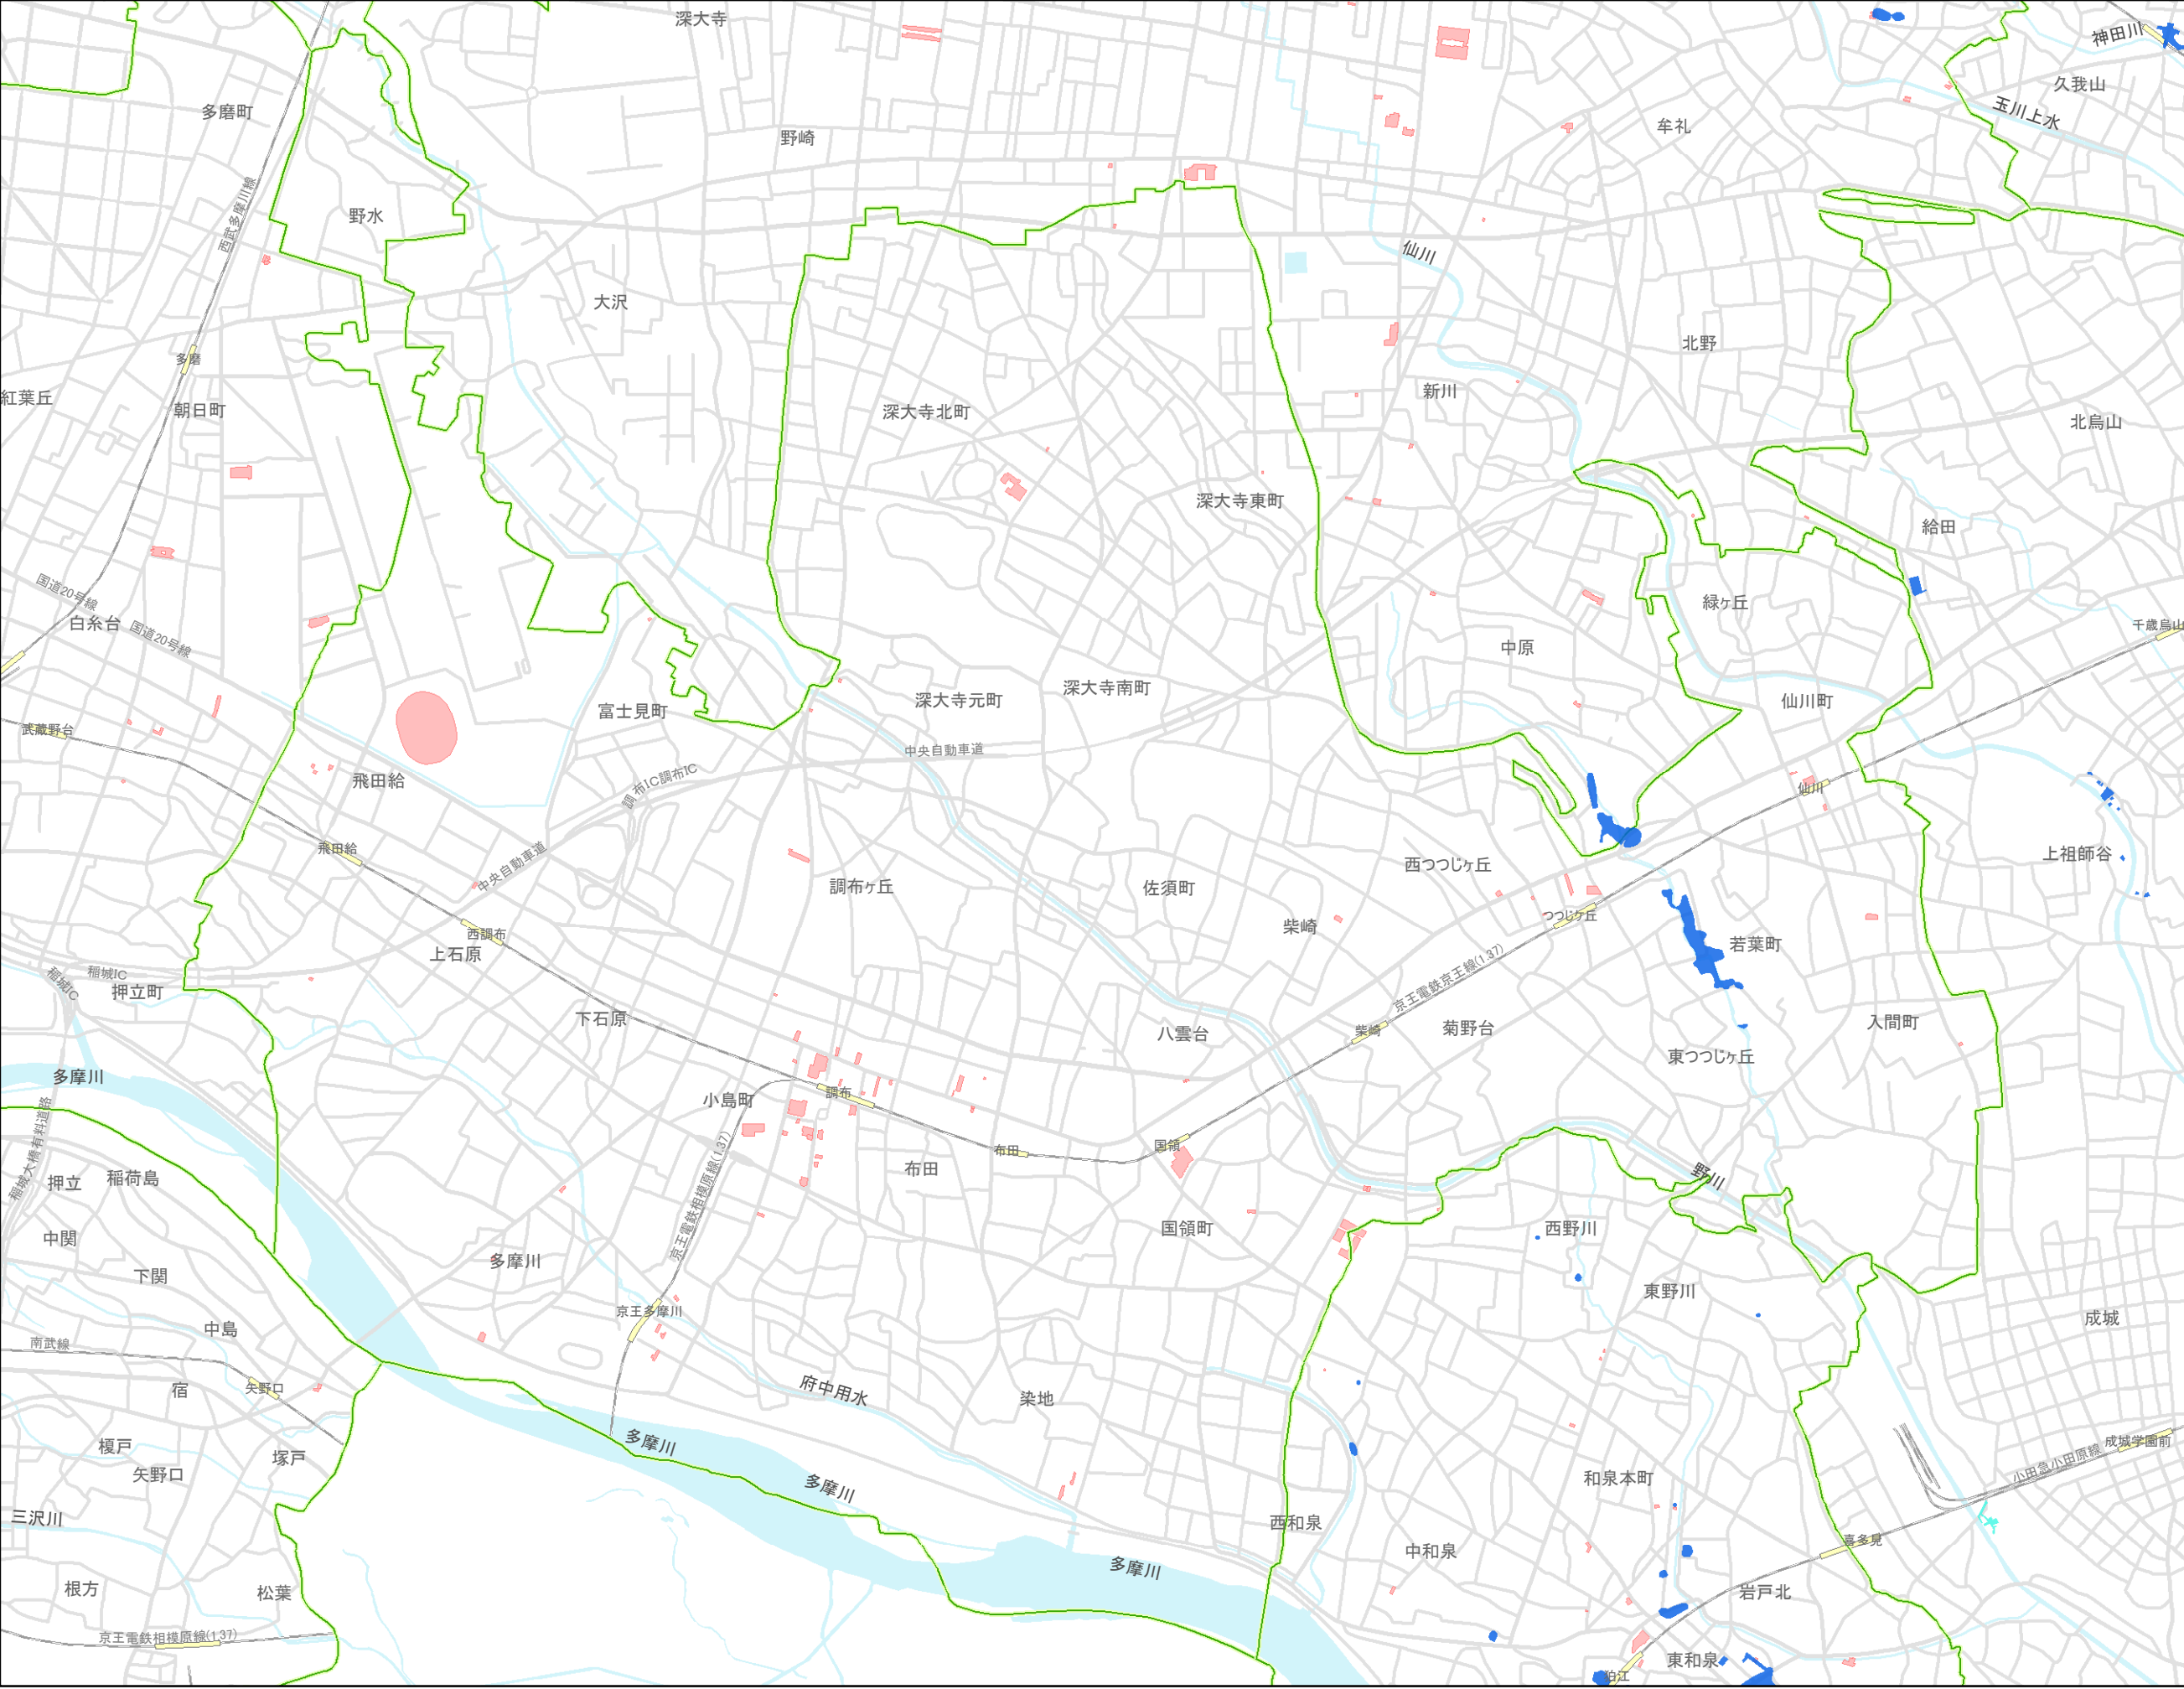 深大寺
神田川
久我山
多磨町
玉川上水
牟礼
野崎
西武多摩川線
野水
仙川
大沢
北野
多磨
新川
紅葉丘
朝日町
深大寺北町
北烏山
深大寺東町
給田
国道20号線
緑ヶ丘
白糸台
国道20号線
千歳烏山
中原
深大寺南町
深大寺元町
仙川町
富士見町
武蔵野台
中央自動車道
飛田給
調布IC調布IC
仙川
飛田給
上祖師谷
中央自動車道
西つつじヶ丘
調布ヶ丘
佐須町
つつじケ丘
柴崎
西調布
若葉町
上石原
京王電鉄京王線(1.37)
稲城IC
稲城IC
押立町
下石原
入間町
菊野台
柴崎
八雲台
東つつじヶ丘
多摩川
調布
小島町
稲城大橋有料道路
国領
布田
布田
野川
稲荷島
押立
京王電鉄相模原線(1.37)
国領町
西野川
中関
多摩川
下関
東野川
京王多摩川
成城
中島
南武線
矢野口
宿
府中用水
染地
多摩川
成城学園前
榎戸
塚戸
小田急小田原線
矢野口
和泉本町
多摩川
三沢川
西和泉
喜多見
中和泉
多摩川
根方
松葉
岩戸北
京王電鉄相模原線(1.37)
東和泉
狛江